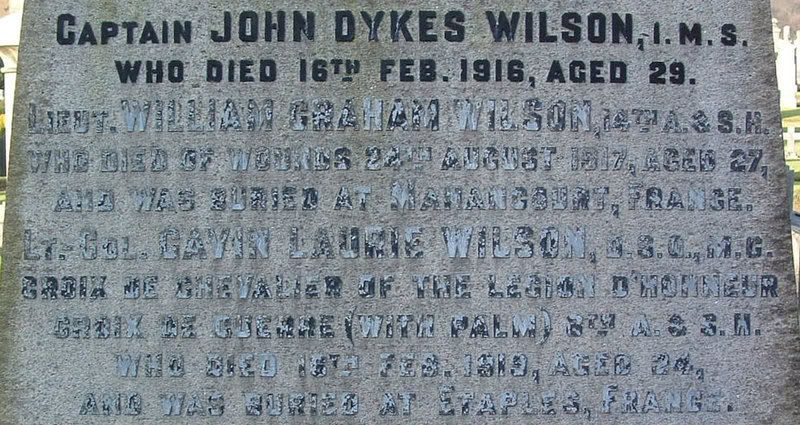 Captain JOHN DYKES WILSON, I.M.S.
WHO DIED 16TH FEB. 1916, AGED 29.
Lieut. WILLIAM GRAHAM WILSON, 14TH A. & S.H.
WHO DIED OF WOUNDS 24TH AUGUST 1917, AGED 27,
AND WAS BURIED AT MANANCOURT, FRANCE.
Lt.-Col. GAVIN LAURIE WILSON, D.S.O., M.C.
CROIX DE CHEVALIER OF THE LEGION D'HONNEUR
CROIX DE GUERRE (WITH PALM) 8TH A. & S.H.
WHO DIED 16TH FEB. 1919, AGED 24,
AND WAS BURIED AT ÉTAPLES, FRANCE.